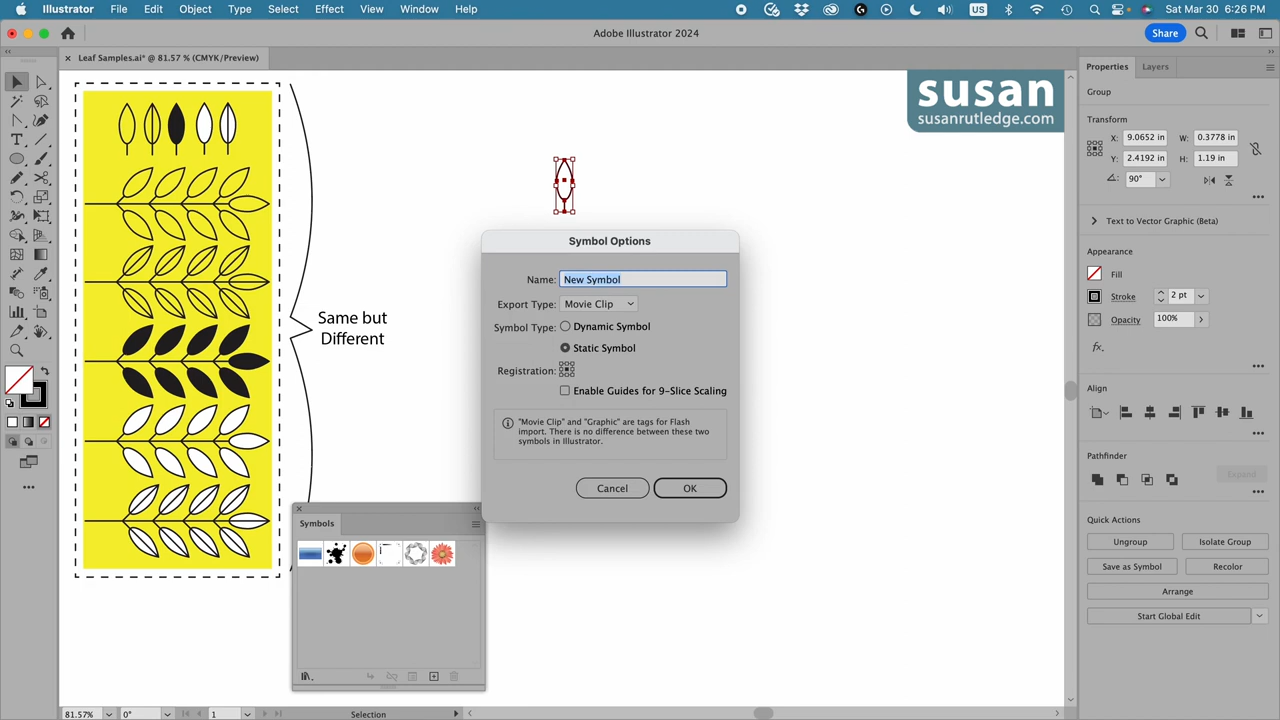 Illustrator File Edit Object Type Select Effect View Window Help
US Sat Mar 30 6:26 PM
Adobe Illustrator 2024
Share
Leaf Samples.ai* @ 81.57 % (CMYK/Preview)
susan
susanrutledge.com
Same but
Different
Symbol Options
Name: New Symbol
Export Type: Movie Clip
Symbol Type: Dynamic Symbol
Static Symbol
Registration:
Enable Guides for 9-Slice Scaling
"Movie Clip" and "Graphic" are tags for Flash
import. There is no difference between these two
symbols in Illustrator.
Cancel OK
Symbols
Properties Layers
Group
Transform
X: 9.0652 in W: 0.3778 in
Y: 2.4192 in H: 1.19 in
90°
Text to Vector Graphic (Beta)
Appearance
Fill
Stroke 2 pt
Opacity 100%
fx.
Align
Pathfinder
Expand
Quick Actions
Ungroup Isolate Group
Save as Symbol Recolor
Arrange
Start Global Edit
81.57% 0° 1 Selection